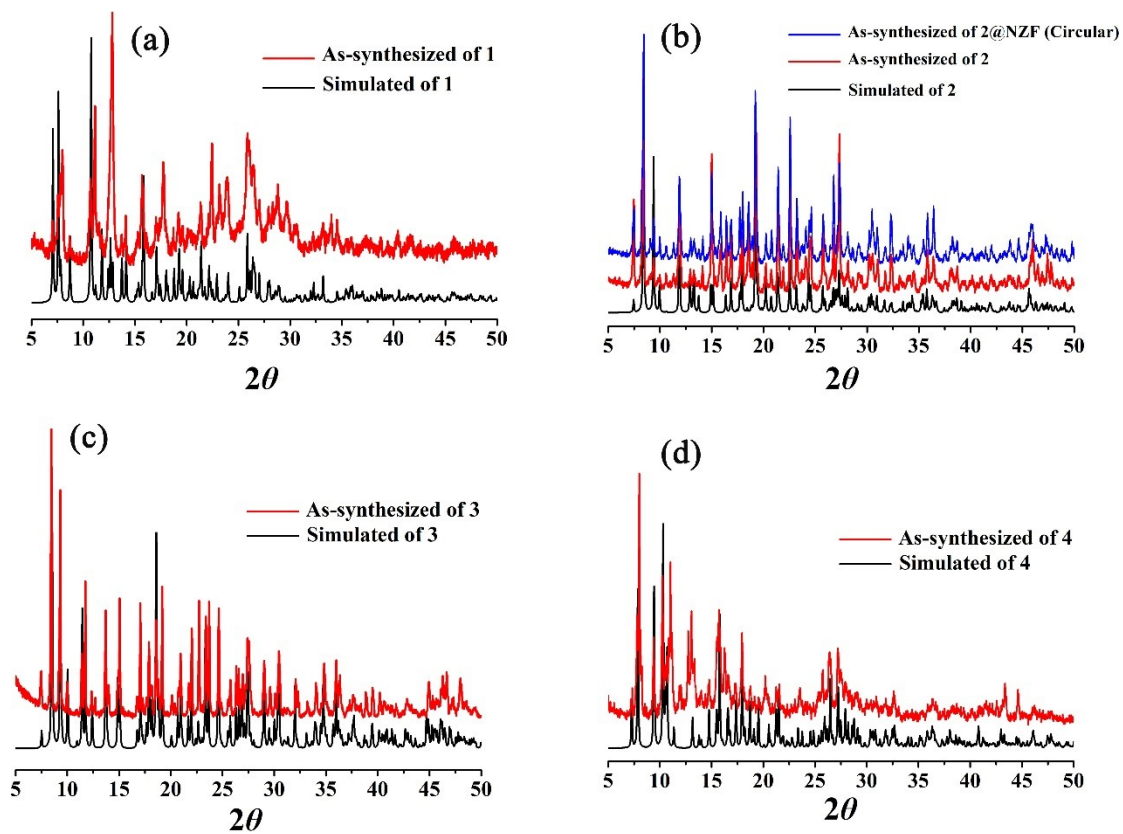 (a)
As-synthesized of 1
Simulated of 1
5 10 15 20 25 30 35 40 45 50
2θ
(b)
As-synthesized of 2@NZF (Circular)
As-synthesized of 2
Simulated of 2
5 10 15 20 25 30 35 40 45 50
2θ
(c)
As-synthesized of 3
Simulated of 3
5 10 15 20 25 30 35 40 45 50
2θ
(d)
As-synthesized of 4
Simulated of 4
5 10 15 20 25 30 35 40 45 50
2θ